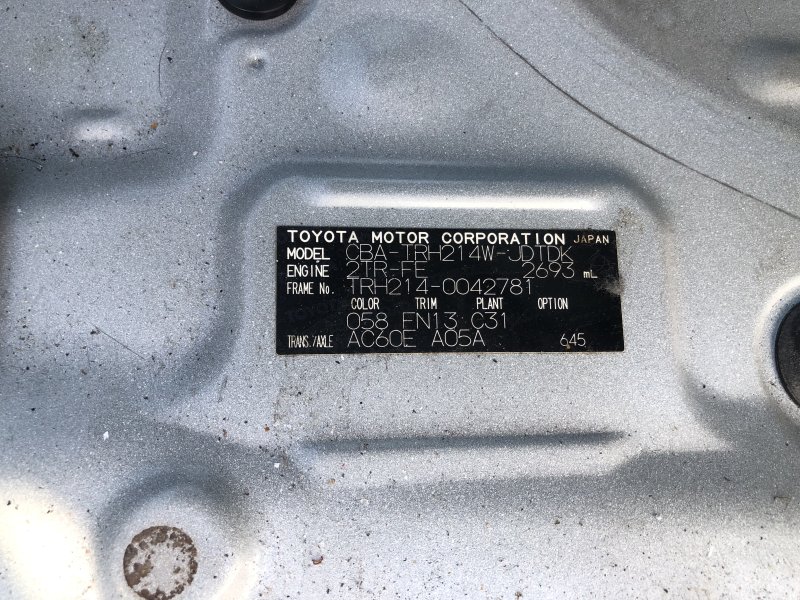 TOYOTA MOTOR CORPORATION JAPAN
MODEL CBA-TRH214W-JDTDK
ENGINE 2TR-FE 2693 mL
FRAME No. TRH214-0042781
COLOR TRIM PLANT OPTION
058 EN13 C31
TRANS./AXLE AC60E A05A 645